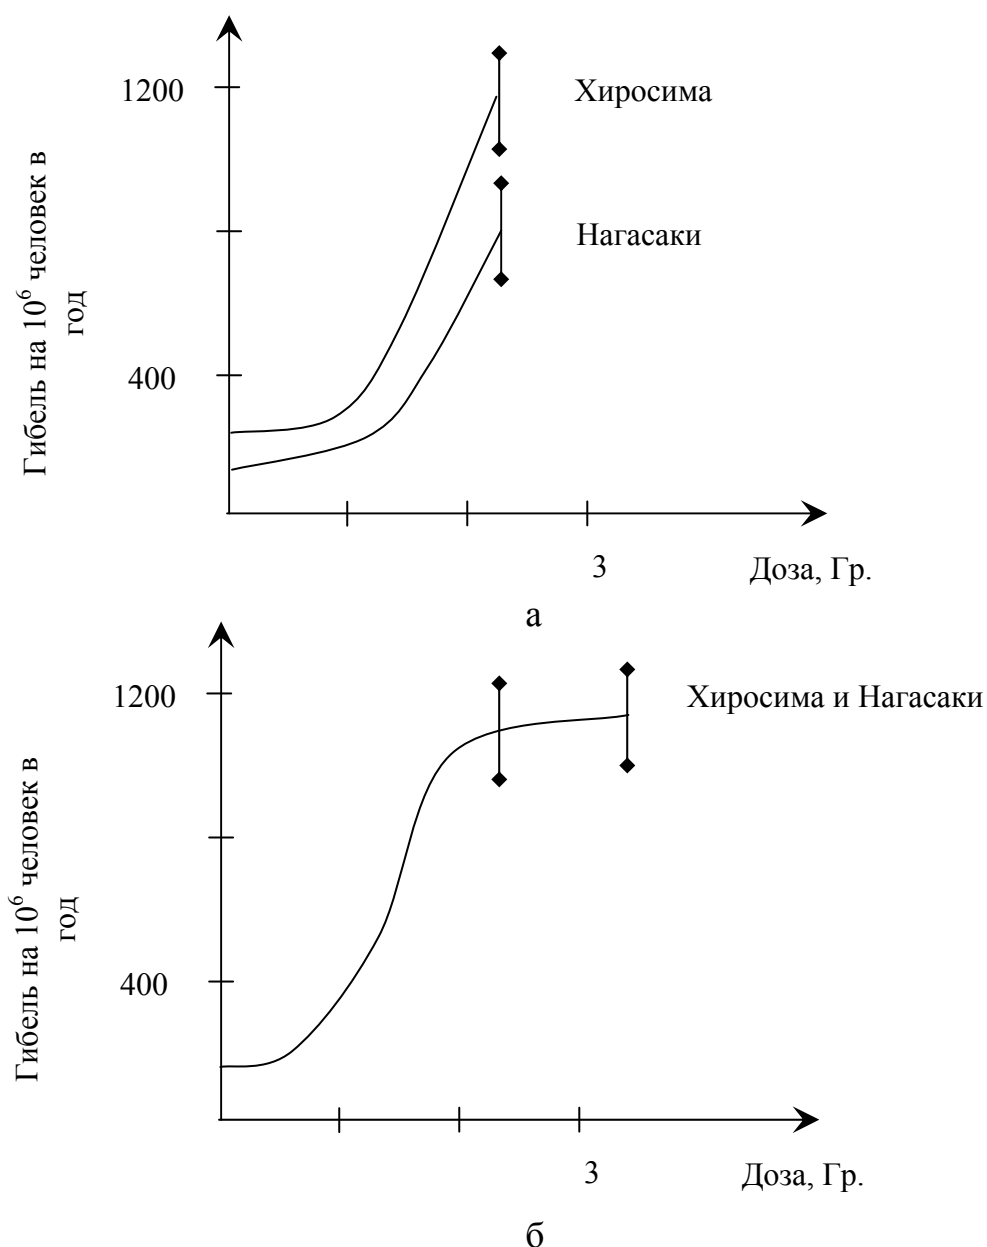 1200
Хиросима
Нагасаки
400
Гибель на 10⁶ человек в
год
3
Доза, Гр.
а
1200
Хиросима и Нагасаки
400
Гибель на 10⁶ человек в
год
3
Доза, Гр.
б